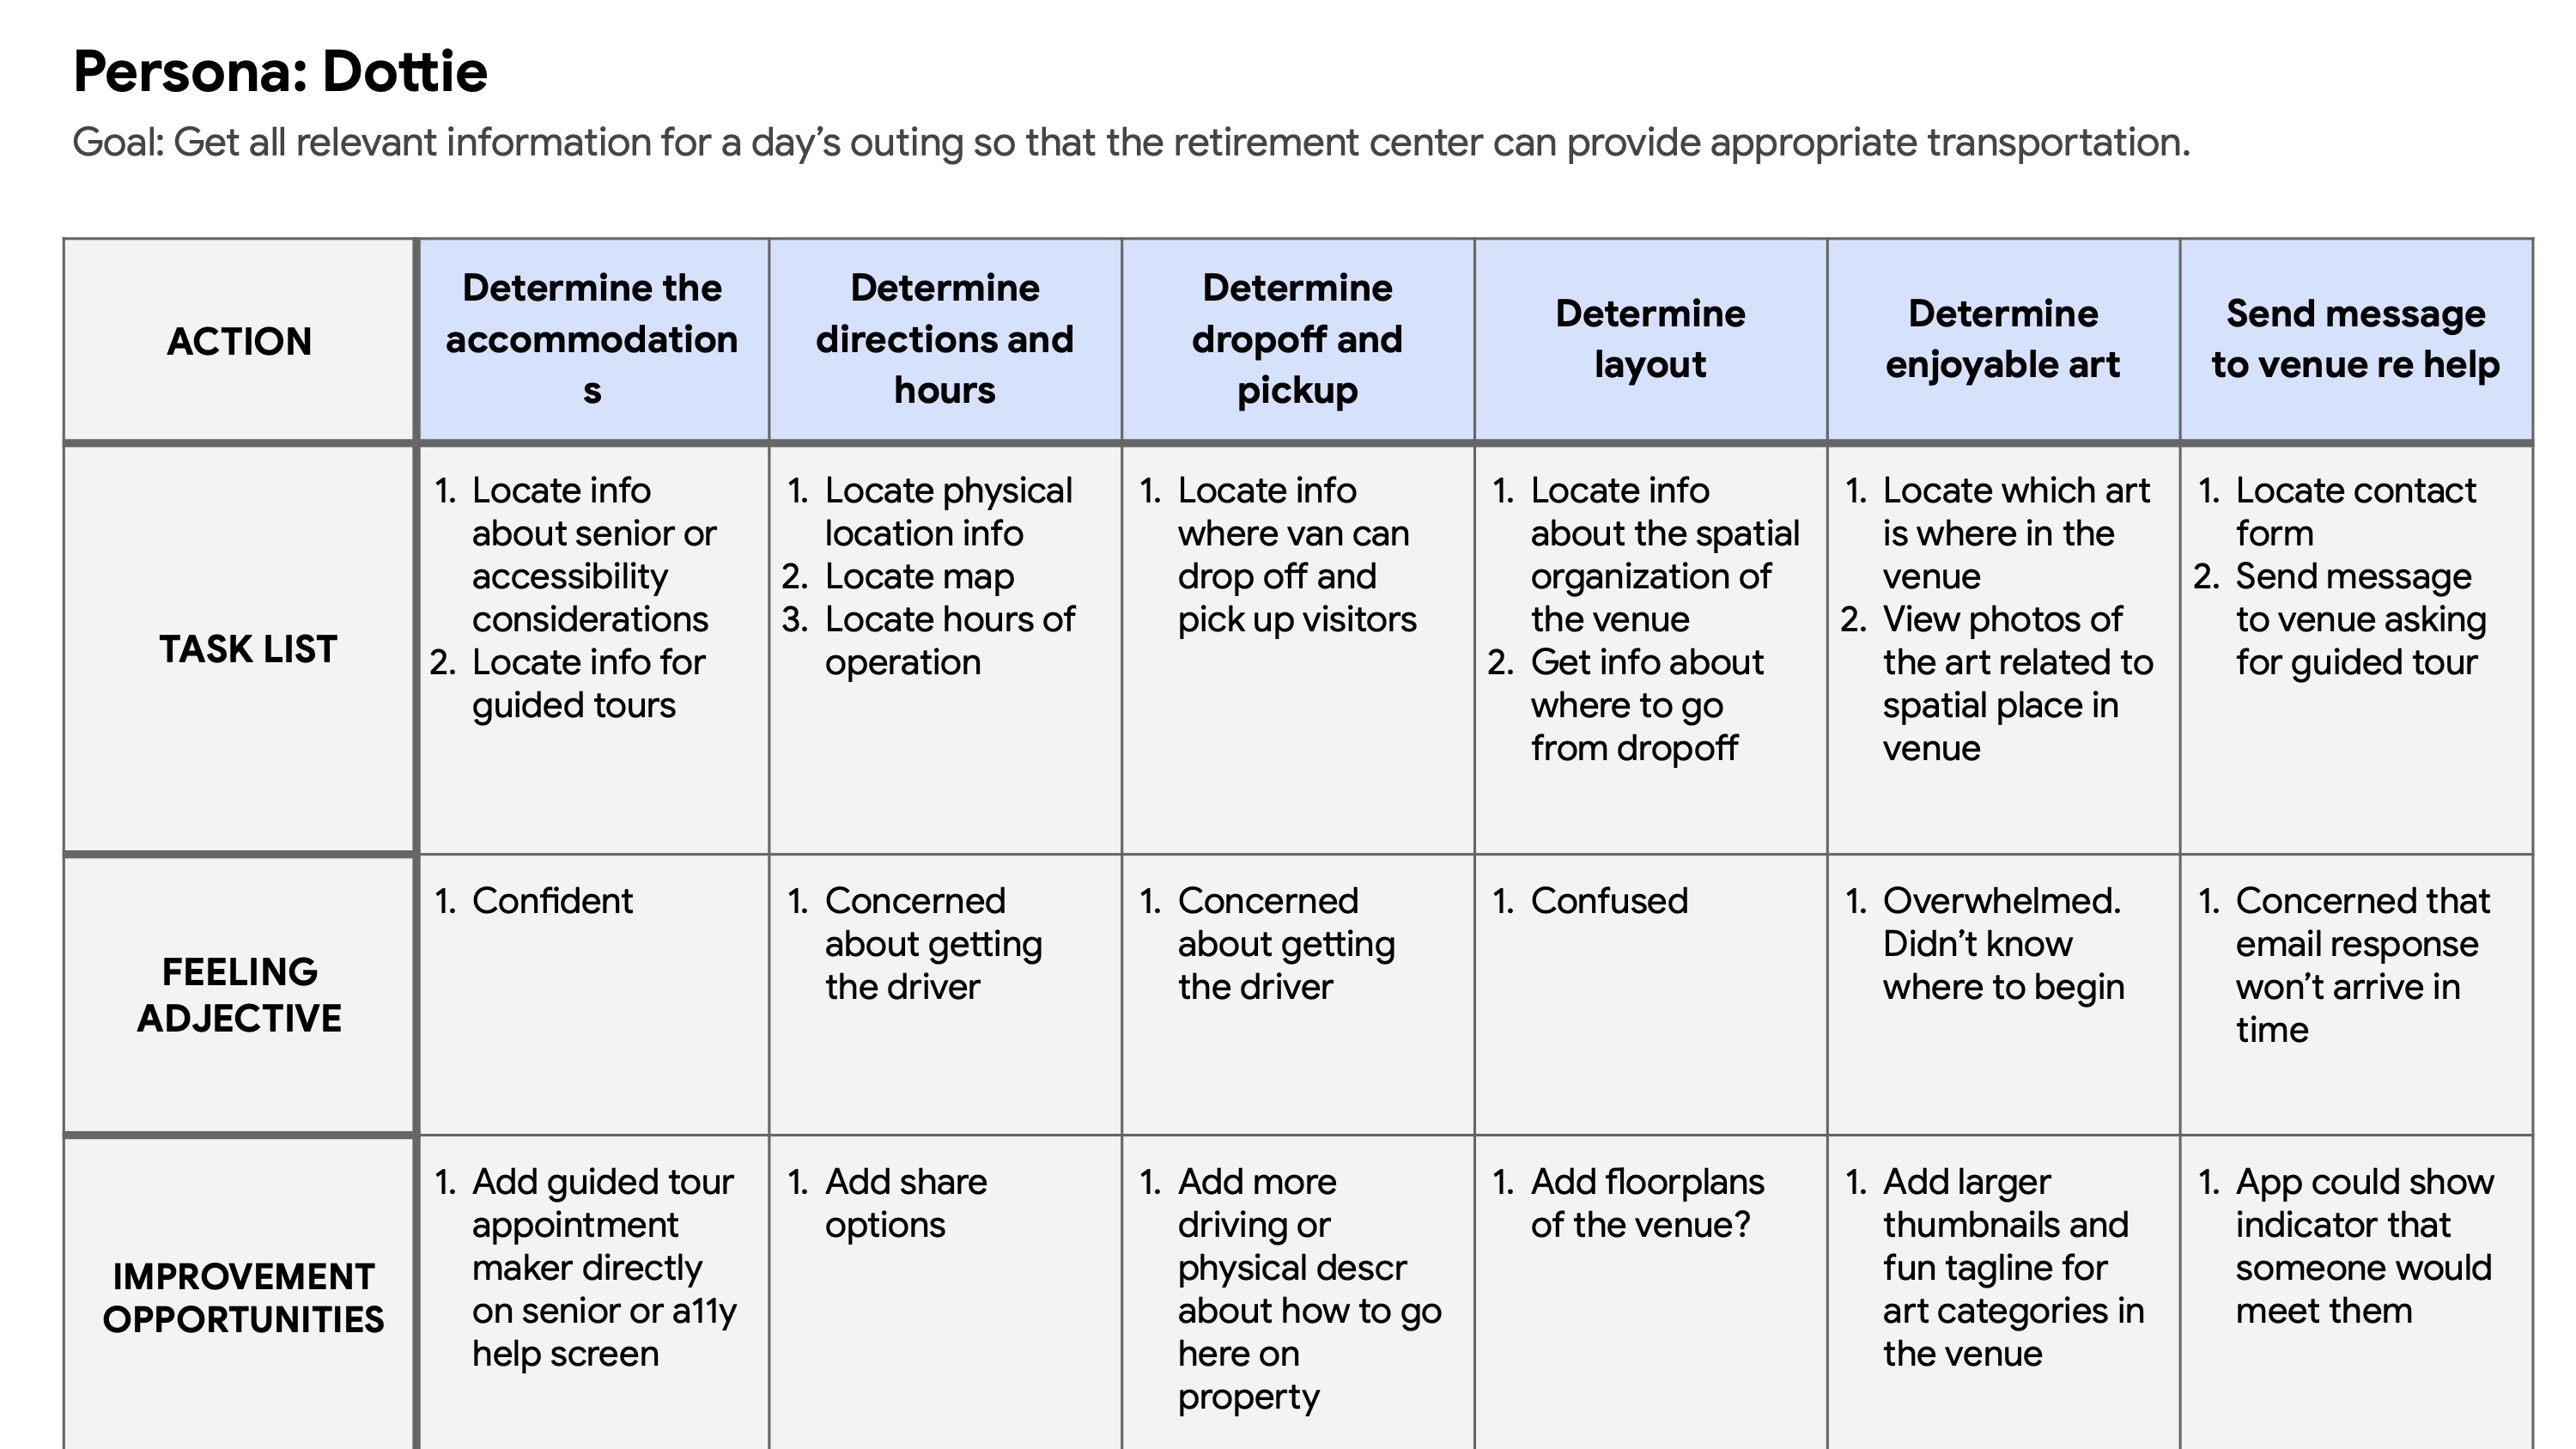 Persona: Dottie
Goal: Get all relevant information for a day's outing so that the retirement center can provide appropriate transportation.
ACTION
Determine the
accommodation
s
Determine
directions and
hours
Determine
dropoff and
pickup
Determine
layout
Determine
enjoyable art
Send message
to venue re help
TASK LIST
1. Locate info
about senior or
accessibility
considerations
2. Locate info for
guided tours
1. Locate physical
location info
2. Locate map
3. Locate hours of
operation
1. Locate info
where van can
drop off and
pick up visitors
1. Locate info
about the spatial
organization of
the venue
2. Get info about
where to go
from dropoff
1. Locate which art
is where in the
venue
2. View photos of
the art related to
spatial place in
venue
1. Locate contact
form
2. Send message
to venue asking
for guided tour
FEELING
ADJECTIVE
1. Confident
1. Concerned
about getting
the driver
1. Concerned
about getting
the driver
1. Confused
1. Overwhelmed.
Didn't know
where to begin
1. Concerned that
email response
won't arrive in
time
IMPROVEMENT
OPPORTUNITIES
1. Add guided tour
appointment
maker directly
on senior or a11y
help screen
1. Add share
options
1. Add more
driving or
physical descr
about how to go
here on
property
1. Add floorplans
of the venue?
1. Add larger
thumbnails and
fun tagline for
art categories in
the venue
1. App could show
indicator that
someone would
meet them